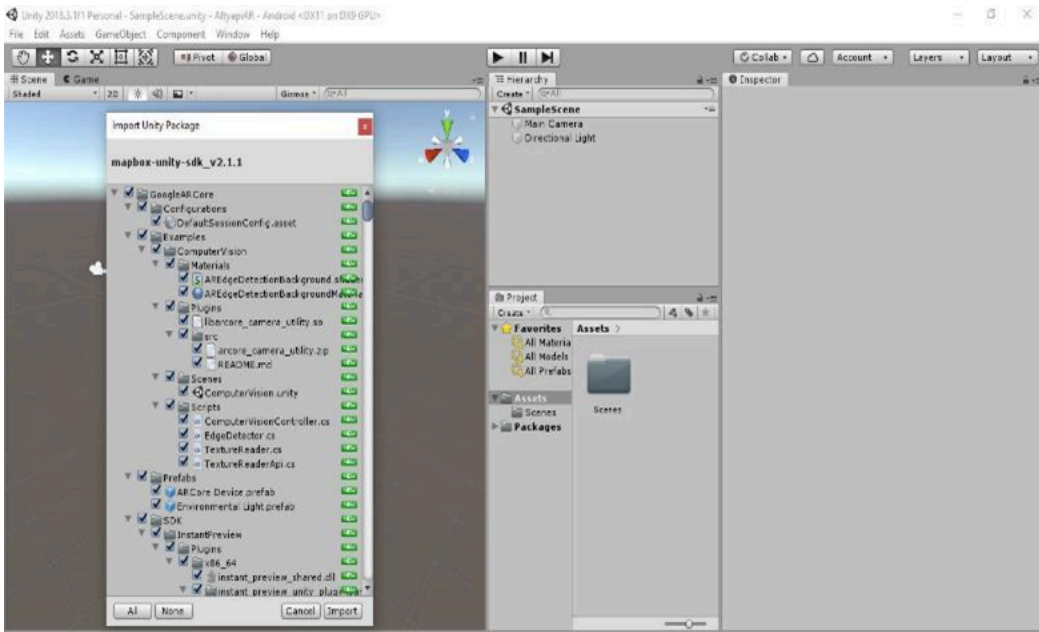 Unity 2018.3.1f1 Personal - SampleScene.unity - AltyapiAR - Android <DX11 on DX9 GPU>
File Edit Assets GameObject Component Window Help
Pivot Global
Collab Account Layers Layout
Scene Game
Shaded 2D Gizmos All
Import Unity Package
mapbox-unity-sdk_v2.1.1
GoogleARCore
Configurations
DefaultSessionConfig.asset
Examples
ComputerVision
Materials
AREdgeDetectionBackground.shader
AREdgeDetectionBackgroundMateria
Plugins
libarcore_camera_utility.so
src
arcore_camera_utility.zip
README.md
Scenes
ComputerVision.unity
Scripts
ComputerVisionController.cs
EdgeDetector.cs
TextureReader.cs
TextureReaderApi.cs
Prefabs
ARCore Device.prefab
Environmental Light.prefab
SDK
InstantPreview
Plugins
x86_64
instant_preview_shared.dll
instant_preview_unity_plugin
All None Cancel Import
Hierarchy
Create All
SampleScene
Main Camera
Directional Light
Project
Create
Favorites
All Materia
All Models
All Prefabs
Assets
Scenes
Packages
Assets
Scenes
Inspector